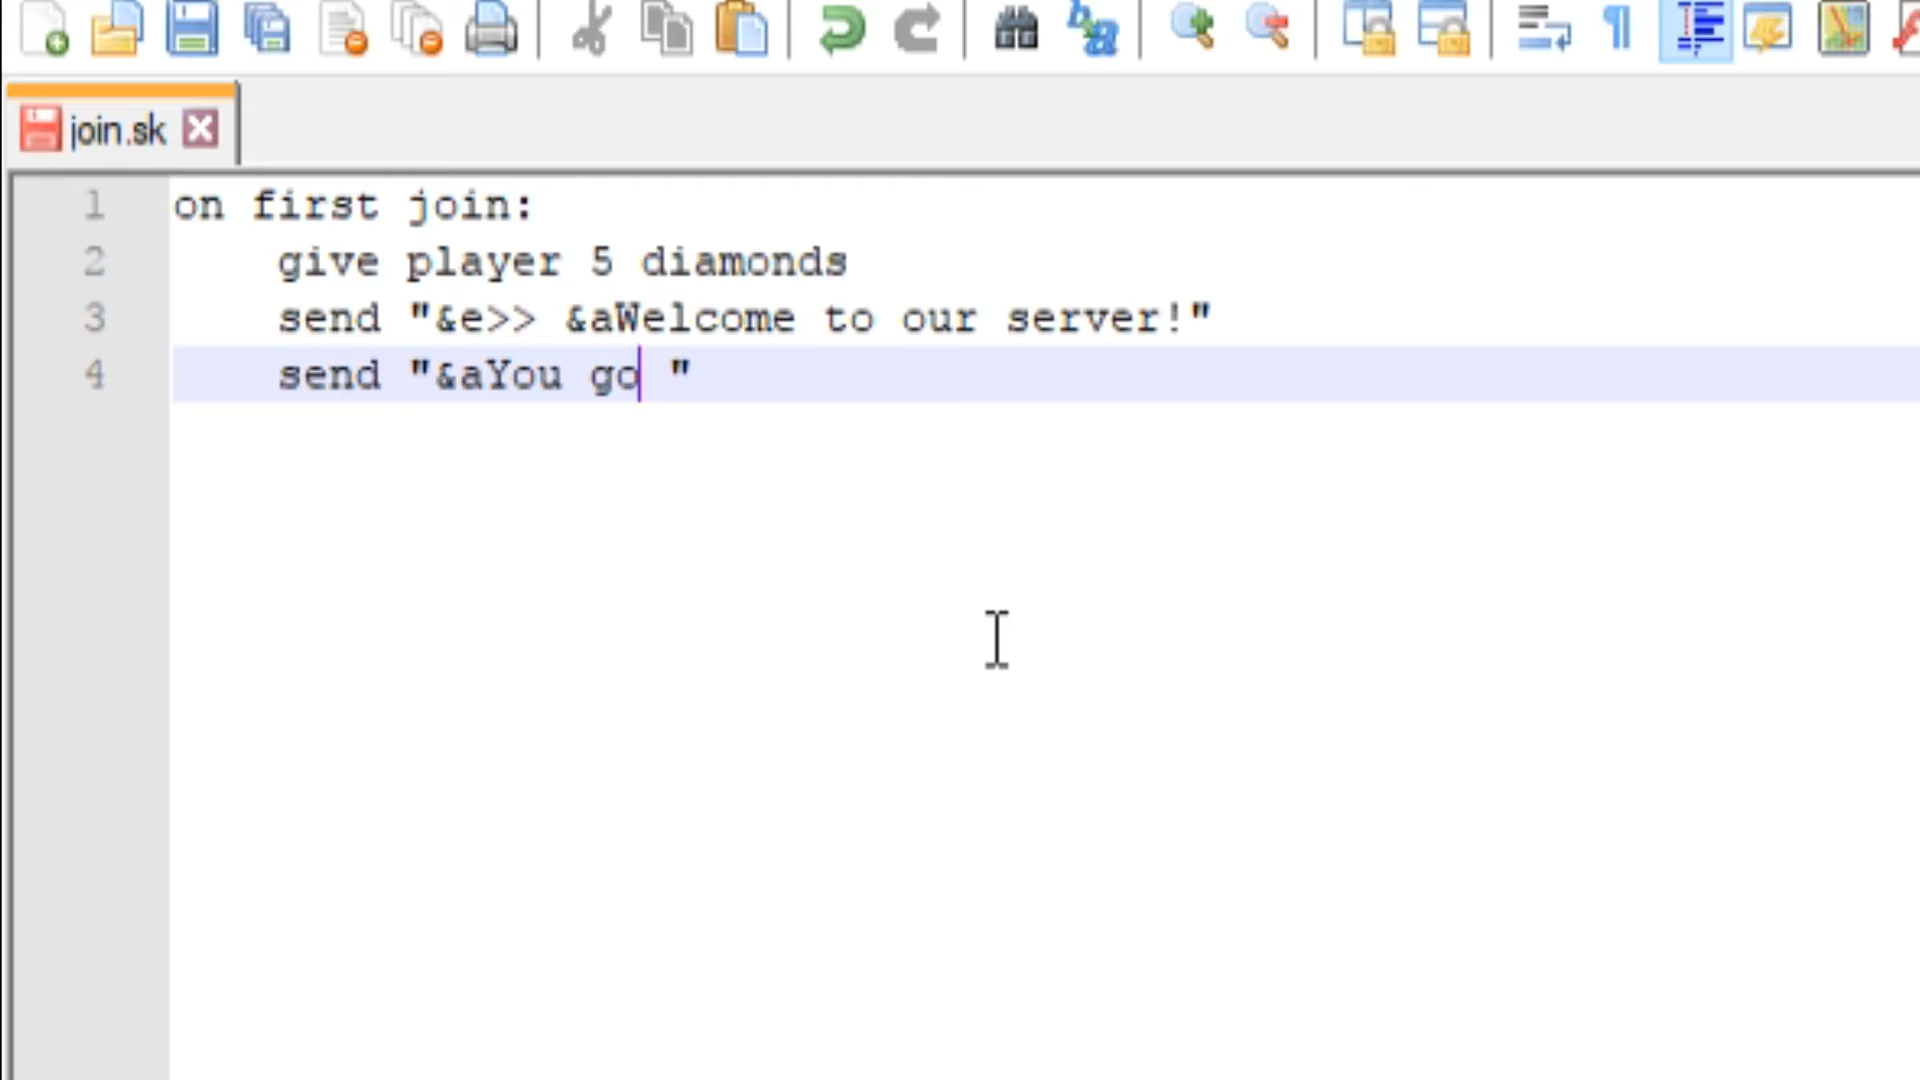 join.sk
1 on first join:
2 give player 5 diamonds
3 send "&e>> &aWelcome to our server!"
4 send "&aYou go "